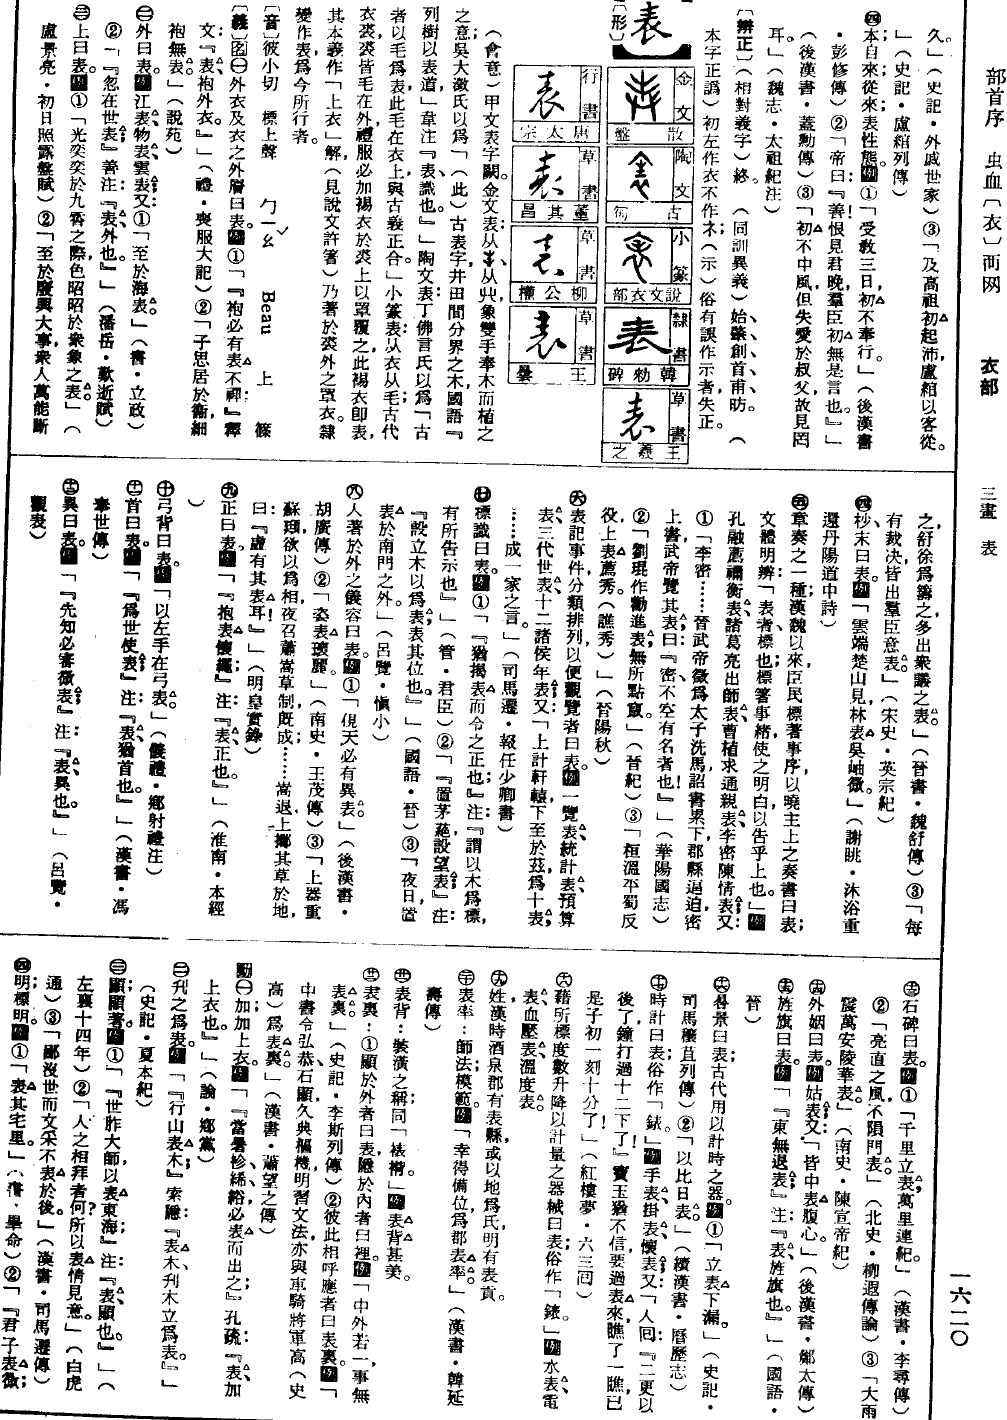 部首序 虫血〔衣〕襾网 衣部 三畫 表 一六二〇
久。」(史記・外戚世家)③「及高祖初起沛,盧綰以客從。
」(史記・盧綰列傳)
㊃本自來從來表性態。例①「受教三日,初不奉行。」(後漢書
・彭修傳)②「帝曰:『善!恨見君晚,羣臣初無是言也。』」
(後漢書・蓋勳傳)③「初不中風,但失愛於叔父,故見罔
耳。」(魏志・太祖紀注)
〔辨正〕(相對義字)終。 (同訓異義)始、肇、創、首、甫、昉。 (
本字正譌)初左作衣不作礻(示)俗有誤作示者失正。
表
〔形〕
金文 散盤
陶文 古匋
小篆 說文衣部
隸書 韓勑碑
草書 王羲之
行書 唐太宗
草書 董其昌
草書 柳公權
草書 王曇
(會意)甲文表字闕。金文表:从𡗗、从廾,象雙手奉木而植之
之意,吳大澂氏以爲「(此)古表字,井田間分界之木,國語『
列樹以表道』韋注『表識也。』」陶文表:丁佛言氏以爲「古
者以毛爲表,此毛在衣上,與古義正合。」小篆表:从衣从毛,古代
衣裘,裘皆毛在外,禮服必加裼衣於裘上以罩覆之,此裼衣卽表,
其本義作「上衣」解(見說文許箸)乃著於裘外之罩衣。隸
變作表,爲今所行者。
〔音〕彼小切 標上聲 ㄅㄧㄠˇ Beau 上 篠
〔義〕名㊀外衣及衣之外層曰表。例①「『袍必有表不襌』釋
文『表,袍外衣。』」(禮・喪服大記)②「子思居於衞,縕
袍無表。」(說苑)
㊁外曰表。例江表、物表、雲表;又①「至於海表。」(書・立政)
②「『忽在世表』善注:『表,外也。』」(潘岳・歎逝賦)
㊂上曰表。例①「光奕奕於九霄之際,色昭昭於衆象之表。」(
盧景亮・初日照露盤賦)②「至於廢興大事,衆人莫能斷
之,舒徐爲籌之,多出衆議之表。」(晉書・魏舒傳)③「每
有裁决,皆出羣臣意表。」(宋史・英宗紀)
㊃杪末曰表。例「雲端楚山見,林表吳岫微。」(謝眺・沐浴重
還丹陽道中詩)
㊄章奏之一種,漢魏以來臣民標著事序以曉主上之奏書曰表;
文體明辨「表者,標也,標著事緒使之明白以告乎上也。」例
孔融薦禰衡表,諸葛亮出師表,曹植求通親表,李密陳情表;又
①「李密……晉武帝徵爲太子洗馬,詔書累下,郡縣逼迫,密
上書,武帝覽其表,曰:『密不空有名者也!』」(華陽國志)
②「劉琨作勸進表,無所點竄。」(晉紀)③「桓溫平蜀反
役,上表薦秀(譙秀)」(晉陽秋)
㊅表記事件分類排列以便觀覽者曰表。例一覽表、統計表、預算
表、三代世表、十二諸侯年表;又「上計軒轅,下至於茲,爲十表,
……成一家之言。」(司馬遷・報任少卿書)
㊆標識曰表。例①「『猶揭表而令之正也』注『謂以木爲標,
有所告示也』」(管・君臣)②「『置茅蕝,設望表』注:
『設立木以爲表,表其位也。』」(國語・晉)③「夜日置
表於南門之外。」(呂覽・愼小)
㊇人著於外之儀容曰表。例①「俔天必有異表。」(後漢書・
胡廣傳)②「姿表瓌麗。」(南史・王茂傳)③「上器重
蘇頲,欲以爲相,夜召蕭嵩草制,旣成……嵩退,上擲其草於地
曰:『虛有其表耳!』」(明皇實錄)
㊈正曰表。例「『抱表懷繩』注『表,正也。』」(淮南・本經
)
㊉弓背曰表。例「以左手在弓表。」(儀禮・鄉射禮注)
⑪首曰表。例「『爲世使表』注:『表猶首也。』」(漢書・馮
奉世傳)
⑫異曰表。例「『先知必審徵表』注『表,異也。』」(呂覽・
觀表)
⑬石碑曰表。例①「千里立表,萬里連紀。」(漢書・李尋傳)
②「亮直之風,不隕門表。」(北史・柳遐傳論)③「大雨
震萬安陵華表。」(南史・陳宣帝紀)
⑭外姻曰表。例姑表;又「皆中表腹心。」(後漢書・鄭太傳)
⑮旌旗曰表。例「『東無退表』注『表,旌旗也。』」(國語・
晉)
⑯晷景曰表,古代用以計時之器。例①「立表下漏。」(史記・
司馬穰苴列傳)②「以比日表。」(續漢書・曆歷志)
⑰時計曰表,俗作「錶。」例手表、掛表、懷表;又「人回:『二更以
後了,鐘打過十二下了。』寶玉猶不信,要過表來,瞧了一瞧,已
是子初一刻十分了!」(紅樓夢・六三回)
⑱藉所標度數升降以計量之器械曰表,俗作「錶。」例水表、電
表、血壓表、溫度表。
⑲姓,漢時酒泉郡有表縣,或以地爲氏,明有表貢。
⑳表率:師法模範。例「幸得備位,爲郡表率。」(漢書・韓延
壽傳)
㉑表背:裝潢之稱,同「裱褙」例表背甚美。
㉒表裏:①顯於外者曰表,隱於內者曰裡。例「中外若一,事無
表裏。」(史記・李斯列傳)②彼此相呼應者曰表裏。例「
中書令弘恭、石顯,久典樞機,明習文法,亦與車騎將軍高(史
高)爲表裏。」(漢書・蕭望之傳)
動㊀加,加上衣。例「『當暑袗絺綌,必表而出之』孔疏『表,加
上衣也。』」(論・鄉黨)
㊁刋之爲表。例「『行山表木』索隱『表木,刋木立爲表。』」
(史記・夏本紀)
㊂顯;顯著。例①「『世胙大師,以表東海』注『表,顯也。』」(
左襄十四年)②「人之相拜者何?所以表情見意。」(白虎
通)③「鄙沒世而文采不表於後。」(漢書・司馬遷傳)
㊃明;標明。例①「表其宅里。」(書・畢命)②「『君子表微』